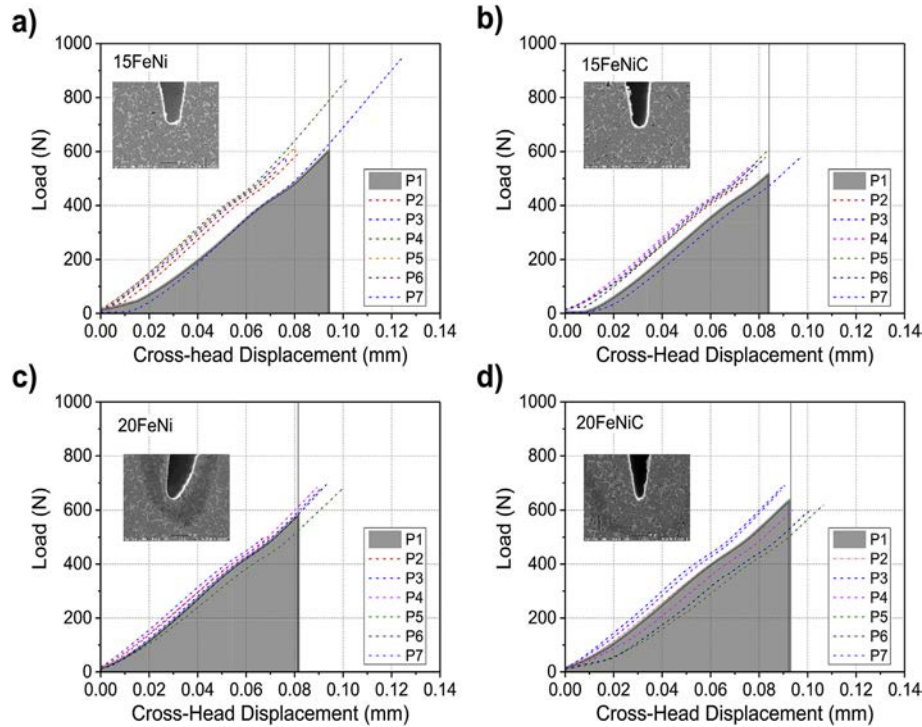 a)
15FeNi
Load (N)
1000
800
600
400
200
0
P1
P2
P3
P4
P5
P6
P7
0.00 0.02 0.04 0.06 0.08 0.10 0.12 0.14
Cross-Head Displacement (mm)
b)
15FeNiC
Load (N)
1000
800
600
400
200
0
P1
P2
P3
P4
P5
P6
P7
0.00 0.02 0.04 0.06 0.08 0.10 0.12 0.14
Cross-Head Displacement (mm)
c)
20FeNi
Load (N)
1000
800
600
400
200
0
P1
P2
P3
P4
P5
P6
P7
0.00 0.02 0.04 0.06 0.08 0.10 0.12 0.14
Cross-Head Displacement (mm)
d)
20FeNiC
Load (N)
1000
800
600
400
200
0
P1
P2
P3
P4
P5
P6
P7
0.00 0.02 0.04 0.06 0.08 0.10 0.12 0.14
Cross-Head Displacement (mm)